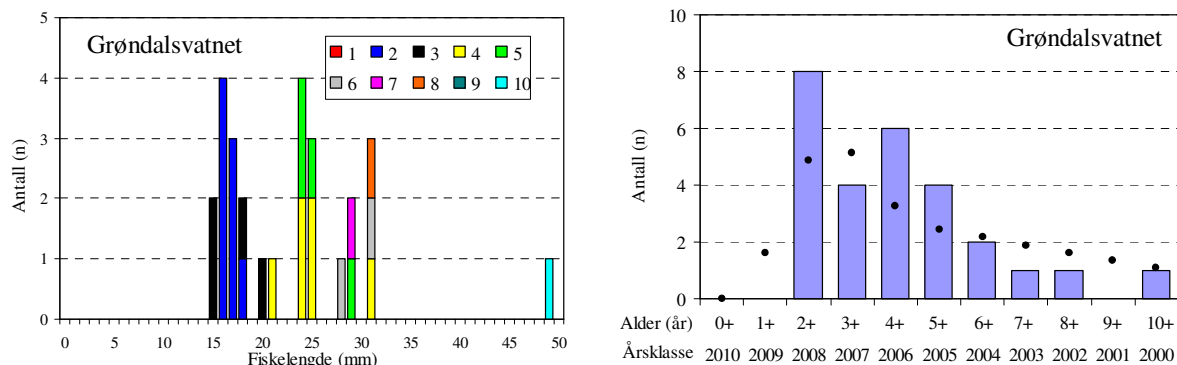 Grøndalsvatnet
1 2 3 4 5
6 7 8 9 10
5
4
3
2
1
0
Antall (n)
0 5 10 15 20 25 30 35 40 45 50
Fiskelengde (mm)
Grøndalsvatnet
10
8
6
4
2
0
Antall (n)
Alder (år) 0+ 1+ 2+ 3+ 4+ 5+ 6+ 7+ 8+ 9+ 10+
Årsklasse 2010 2009 2008 2007 2006 2005 2004 2003 2002 2001 2000